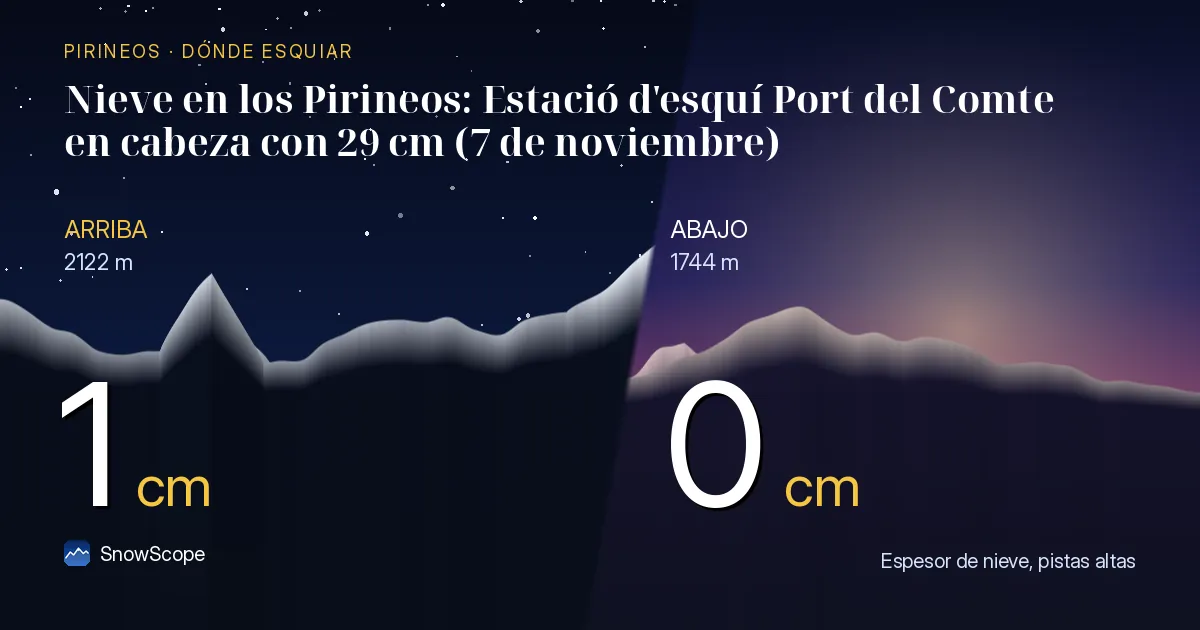 PIRINEOS · DÓNDE ESQUIAR
Nieve en los Pirineos: Estació d'esquí Port del Comte
en cabeza con 29 cm (7 de noviembre)
ARRIBA
2122 m
ABAJO
1744 m
1 cm
0 cm
SnowScope
Espesor de nieve, pistas altas